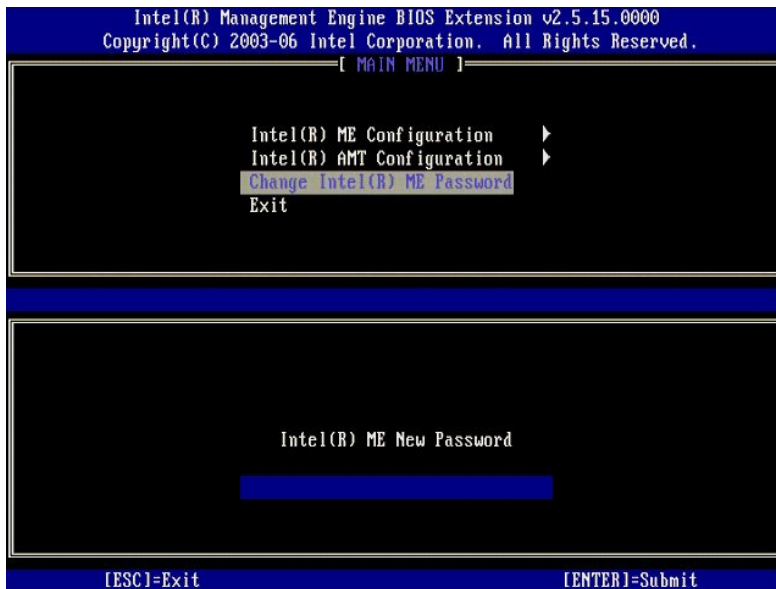 Intel(R) Management Engine BIOS Extension v2.5.15.0000
Copyright(C) 2003-06 Intel Corporation. All Rights Reserved.
[ MAIN MENU ]
Intel(R) ME Configuration ▶
Intel(R) AMT Configuration ▶
Change Intel(R) ME Password
Exit
Intel(R) ME New Password
[ESC]=Exit [ENTER]=Submit